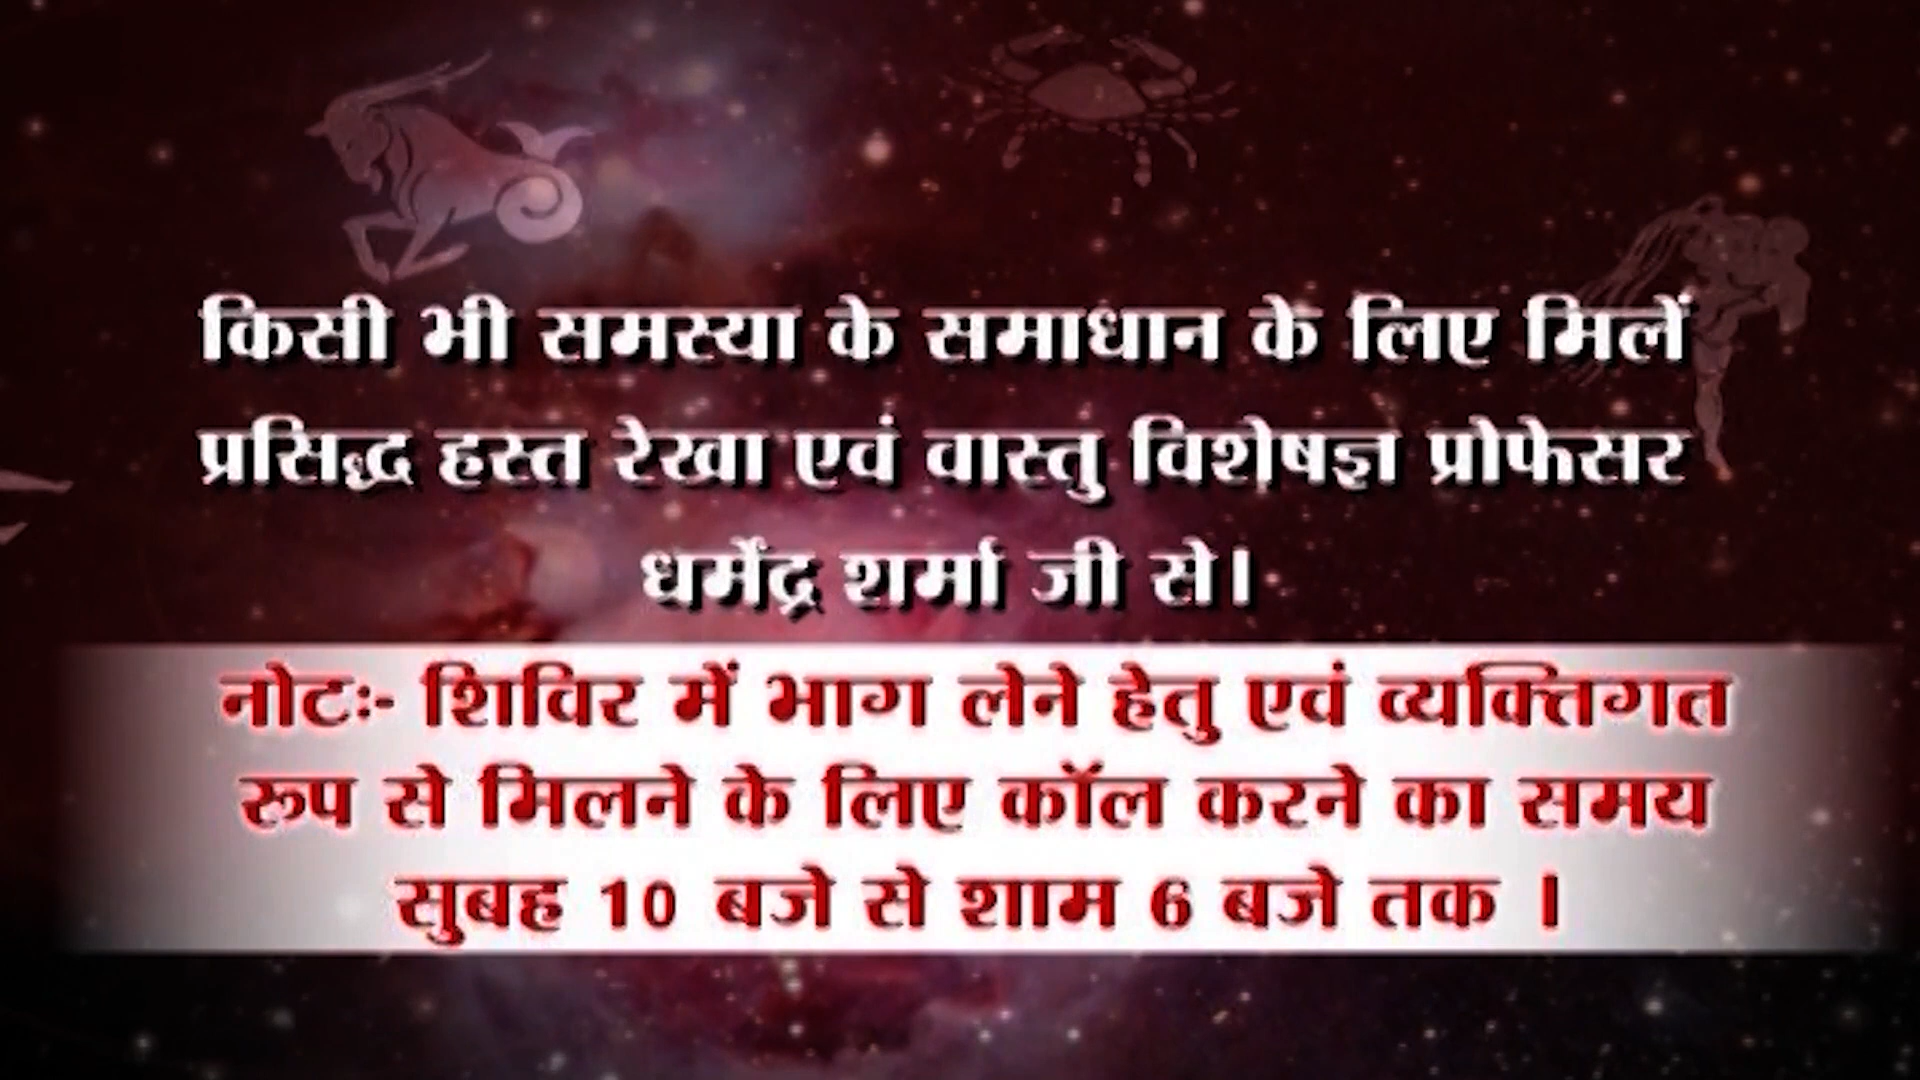 किसी भी समस्या के समाधान के लिए मिलें
प्रसिद्ध हस्त रेखा एवं वास्तु विशेषज्ञ प्रोफेसर
धर्मेंद्र शर्मा जी से।
नोटः- शिविर में भाग लेने हेतु एवं व्यक्तिगत
रूप से मिलने के लिए कॉल करने का समय
सुबह 10 बजे से शाम 6 बजे तक ।